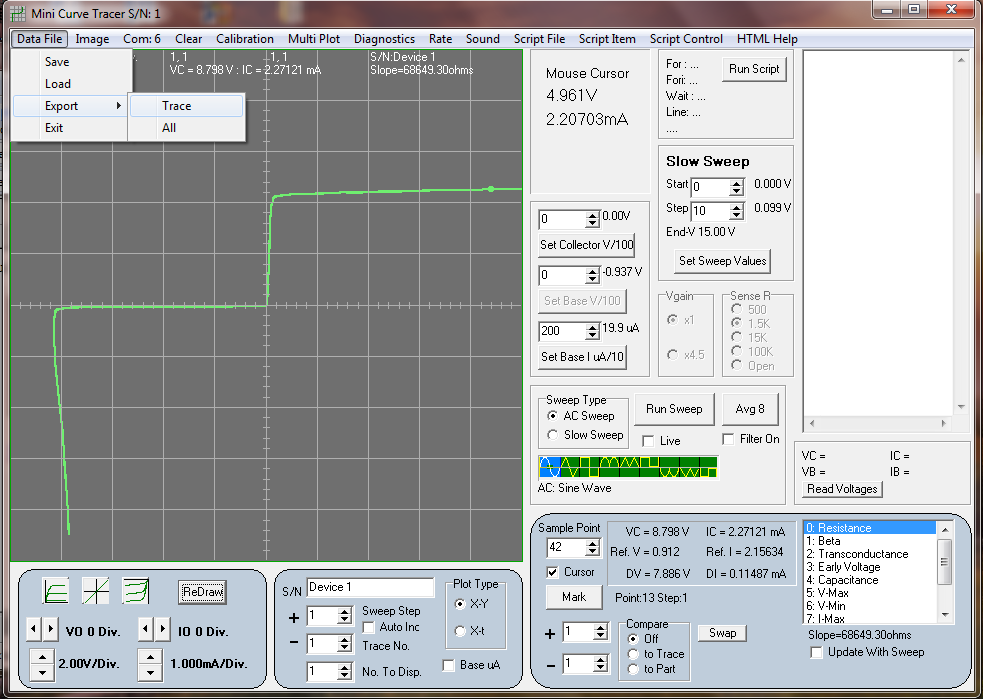 Mini Curve Tracer S/N: 1
Data File Image Com: 6 Clear Calibration Multi Plot Diagnostics Rate Sound Script File Script Item Script Control HTML Help
Save
Load
Export
Exit
Trace
All
1, 1 1, 1 S/N:Device 1
VC = 8.798 V : IC = 2.27121 mA Slope=68649.30ohms
Mouse Cursor
4.961V
2.20703mA
For : ...
Fori: ...
Wait : ...
Line: ...
....
Run Script
Slow Sweep
Start 0 0.000 V
Step 10 0.099 V
End-V 15.00 V
Set Sweep Values
0 0.00V
Set Collector V/100
0 -0.937 V
Set Base V/100
200 19.9 uA
Set Base I uA/10
Vgain
x1
x4.5
Sense R
500
1.5K
15K
100K
Open
Sweep Type
AC Sweep
Slow Sweep
Run Sweep
Avg 8
Live
Filter On
AC: Sine Wave
VC = IC =
VB = IB =
Read Voltages
ReDraw
VO 0 Div. IO 0 Div.
2.00V/Div. 1.000mA/Div.
S/N Device 1
+ 1 Sweep Step
Auto Inc
- 1 Trace No.
1 No. To Disp.
Plot Type
X-Y
X-t
Base uA
Sample Point
42
Cursor
Mark
VC = 8.798 V IC = 2.27121 mA
Ref. V = 0.912 Ref. I = 2.15634
DV = 7.886 V DI = 0.11487 mA
Point:13 Step:1
+ 1
- 1
Compare
Off
to Trace
to Part
Swap
0: Resistance
1: Beta
2: Transconductance
3: Early Voltage
4: Capacitance
5: V-Max
6: V-Min
7: I-Max
Slope=68649.30ohms
Update With Sweep